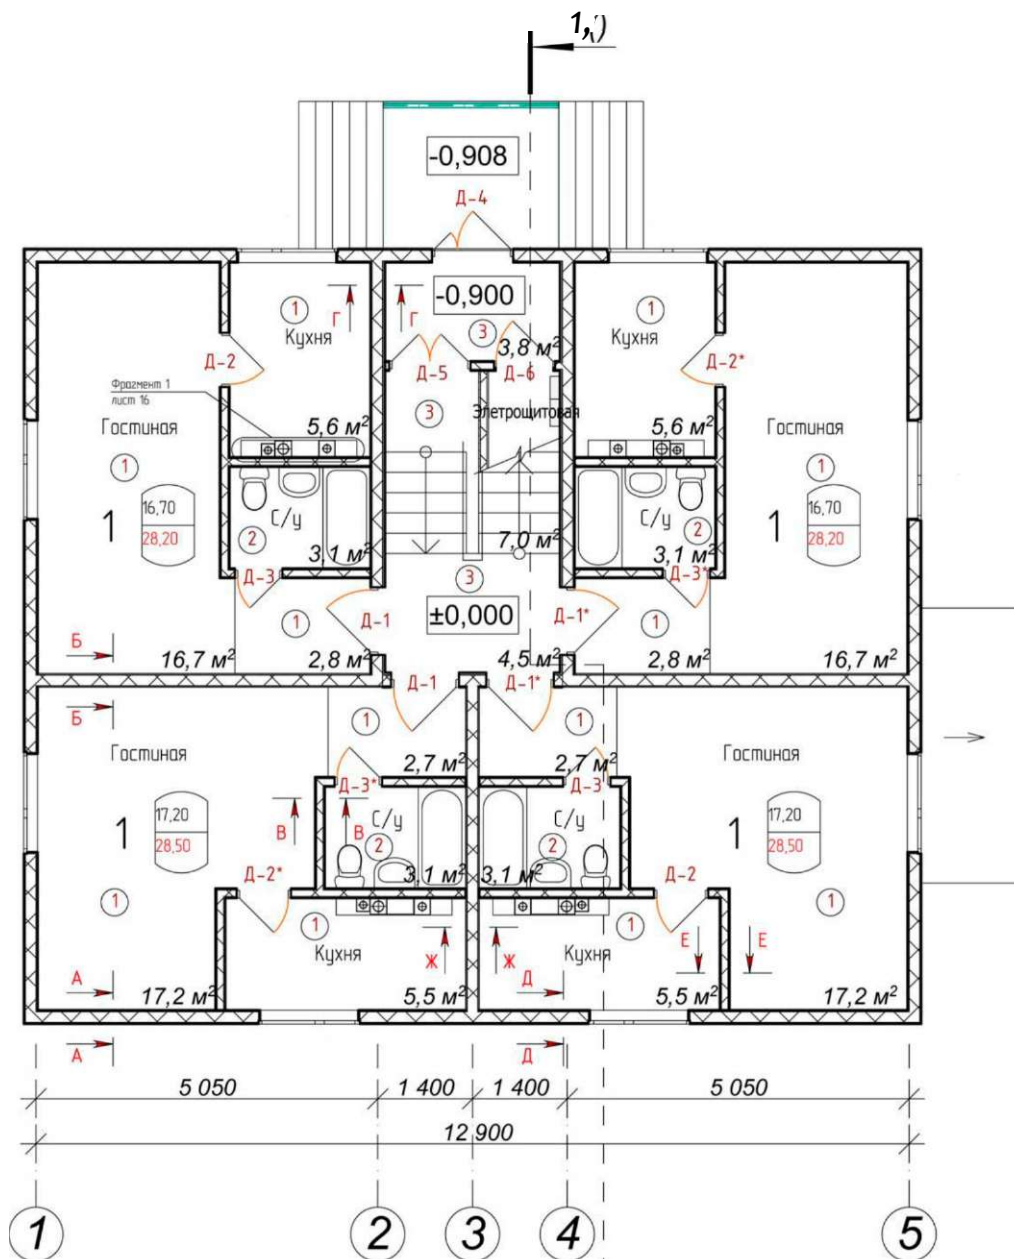 1
-0,908
Д-4
-0,900
1
Г
Г
3
1
Кухня
3,8 м²
Кухня
Д-2
Д-5
Д-6
Д-2*
Фрагмент 1
лист 16
3
Элетрощитовая
Гостиная
5,6 м²
5,6 м²
Гостиная
1
1
16,70
28,20
1
С/у
2
3,1 м²
7,0 м²
С/у
2
3,1 м²
1
16,70
28,20
Д-3
3
Д-3*
1
Д-1
±0,000
Д-1*
1
Б
16,7 м²
2,8 м²
4,5 м²
2,8 м²
16,7 м²
Д-1
Д-1*
Б
1
1
Гостиная
2,7 м²
2,7 м²
Гостиная
Д-3*
Д-3
1
17,20
28,50
В
В
С/у
2
3,1 м²
3,1 м²
С/у
2
1
17,20
28,50
Д-2*
Д-2
1
1
1
1
Кухня
Ж
Ж
Кухня
Е
Е
А
Д
17,2 м²
5,5 м²
5,5 м²
17,2 м²
А
Д
5 050
1 400
1 400
5 050
12 900
1
2
3
4
5